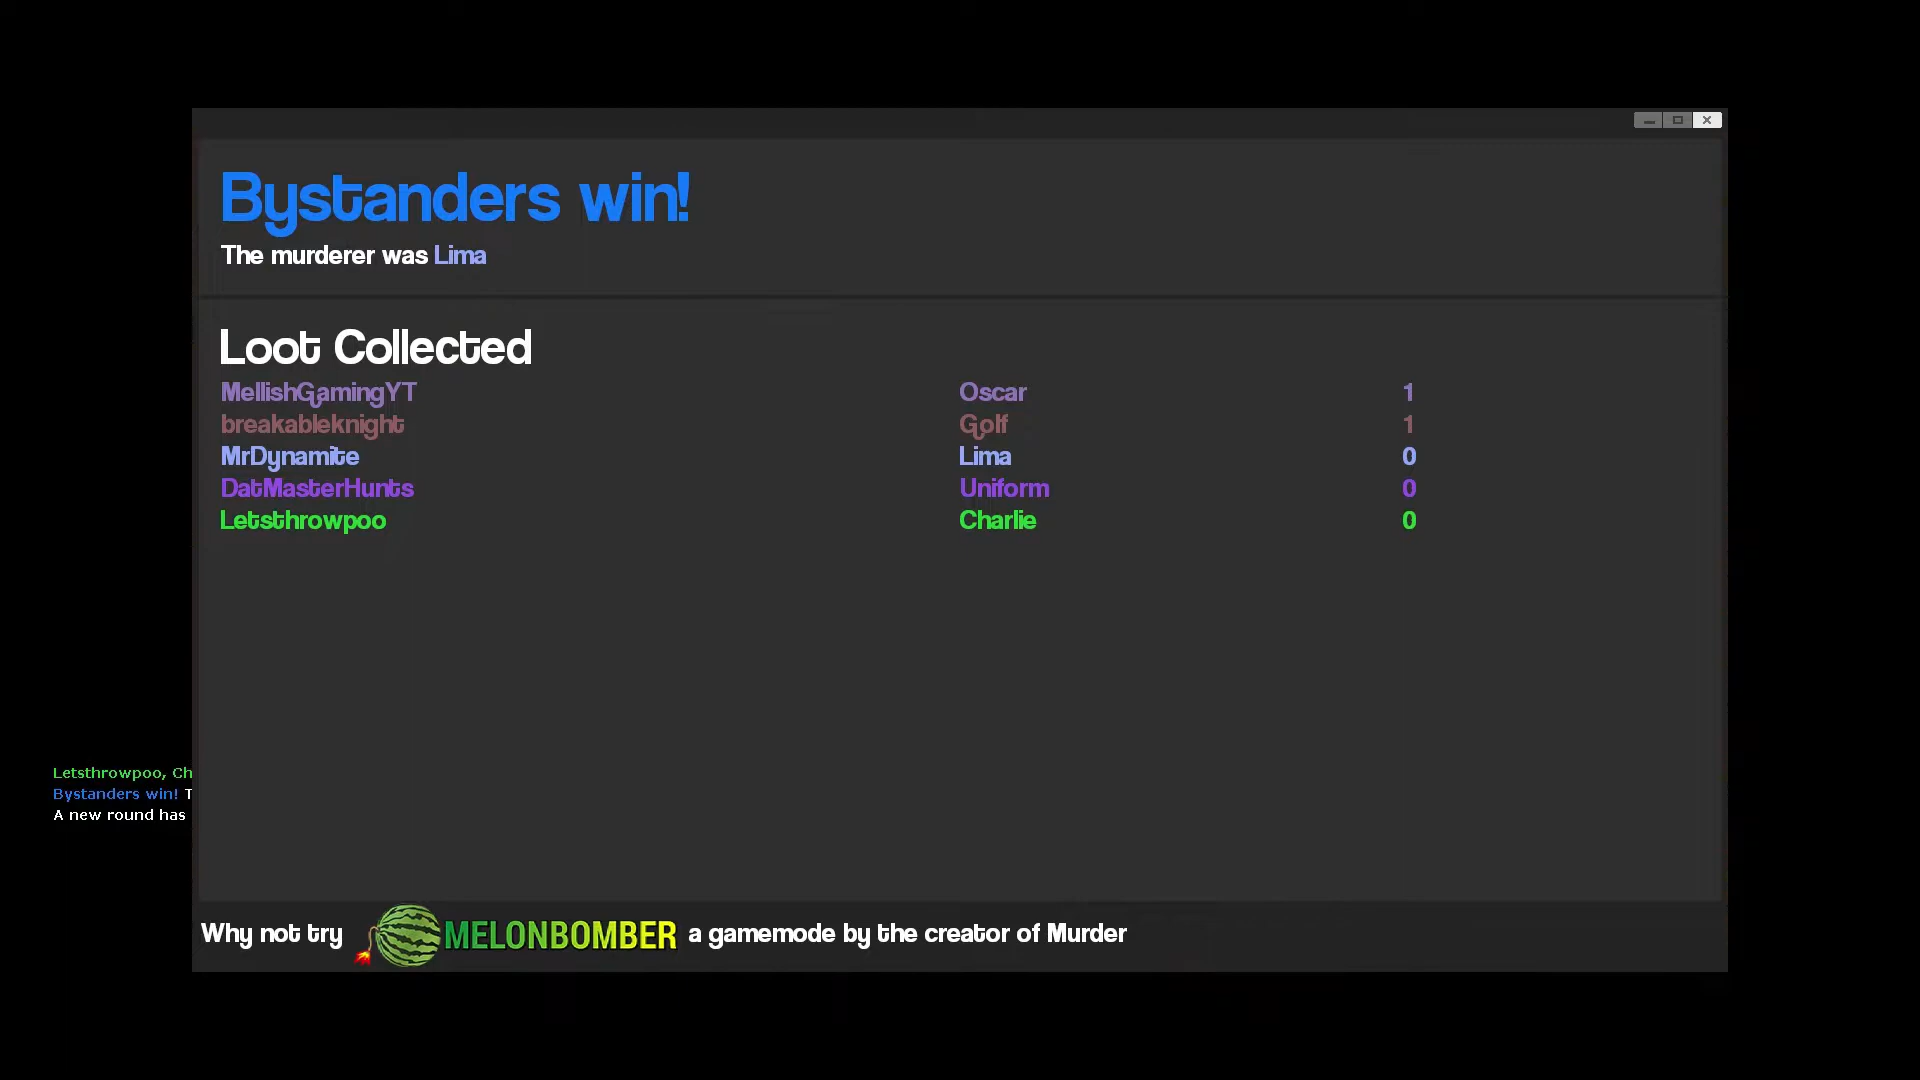 Bystanders win!
The murderer was Lima
Loot Collected
MellishGamingYT Oscar 1
breakableknight Golf 1
MrDynamite Lima 0
DatMasterHunts Uniform 0
Letsthrowpoo Charlie 0
Letsthrowpoo, Ch
Bystanders win! T
A new round has
Why not try MELONBOMBER a gamemode by the creator of Murder